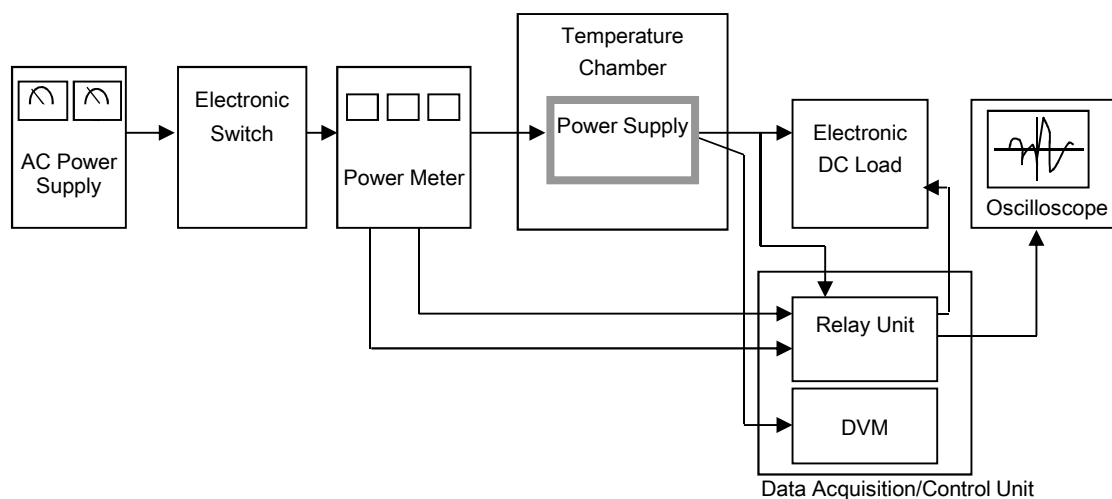 Temperature
Chamber
AC Power
Supply
Electronic
Switch
Power Meter
Power Supply
Electronic
DC Load
Oscilloscope
Relay Unit
DVM
Data Acquisition/Control Unit